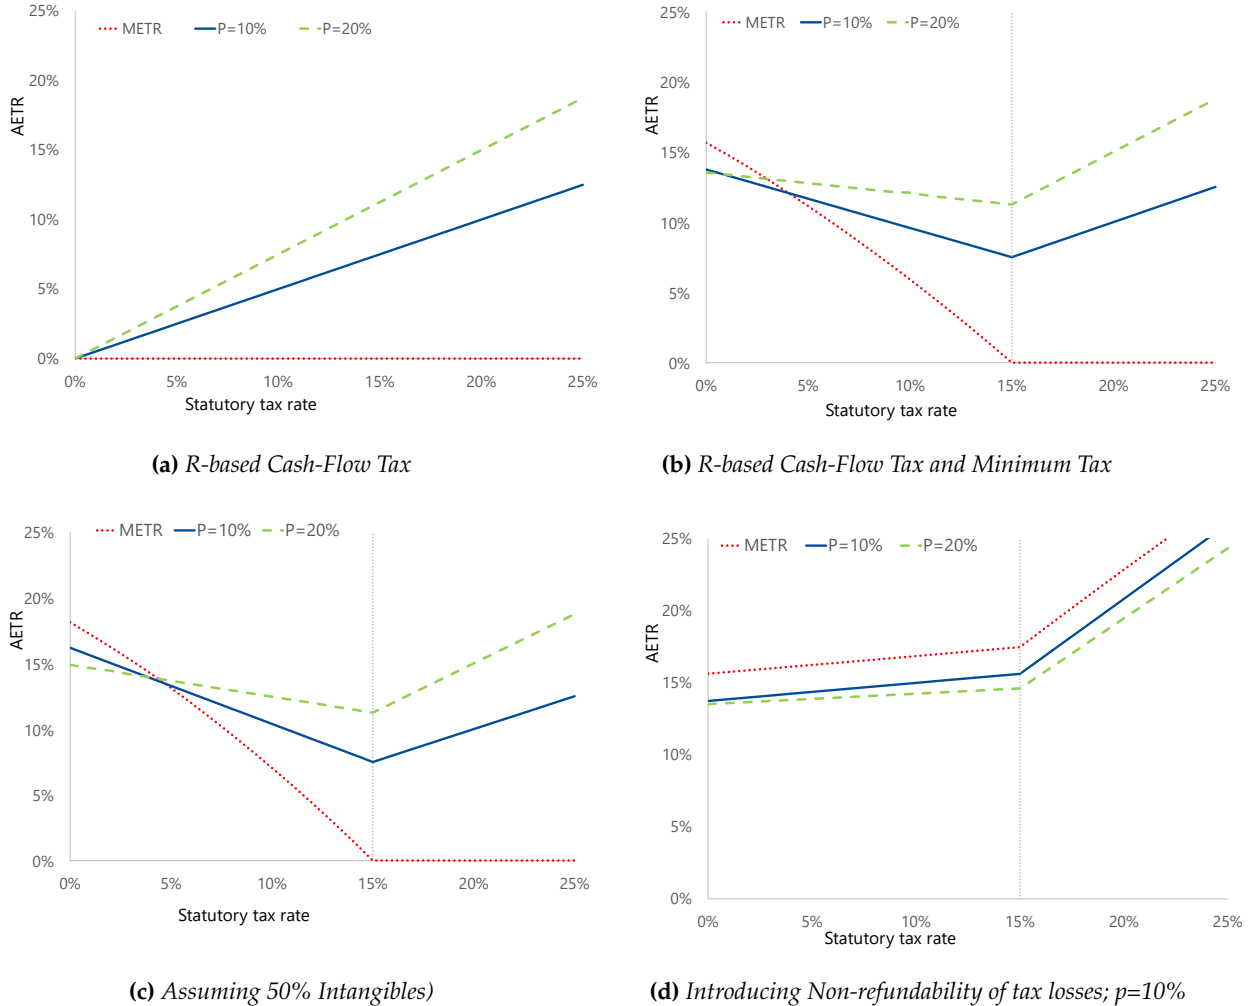 25%
METR P=10% P=20%
20%
AETR
15%
10%
5%
0%
0% 5% 10% 15% 20% 25%
Statutory tax rate
(a) R-based Cash-Flow Tax
25%
METR P=10% P=20%
20%
AETR
15%
10%
5%
0%
0% 5% 10% 15% 20% 25%
Statutory tax rate
(b) R-based Cash-Flow Tax and Minimum Tax
25%
METR P=10% P=20%
20%
AETR
15%
10%
5%
0%
0% 5% 10% 15% 20% 25%
Statutory tax rate
(c) Assuming 50% Intangibles)
25%
METR P=10% P=20%
20%
AETR
15%
10%
5%
0%
0% 5% 10% 15% 20% 25%
Statutory tax rate
(d) Introducing Non-refundability of tax losses; p=10%